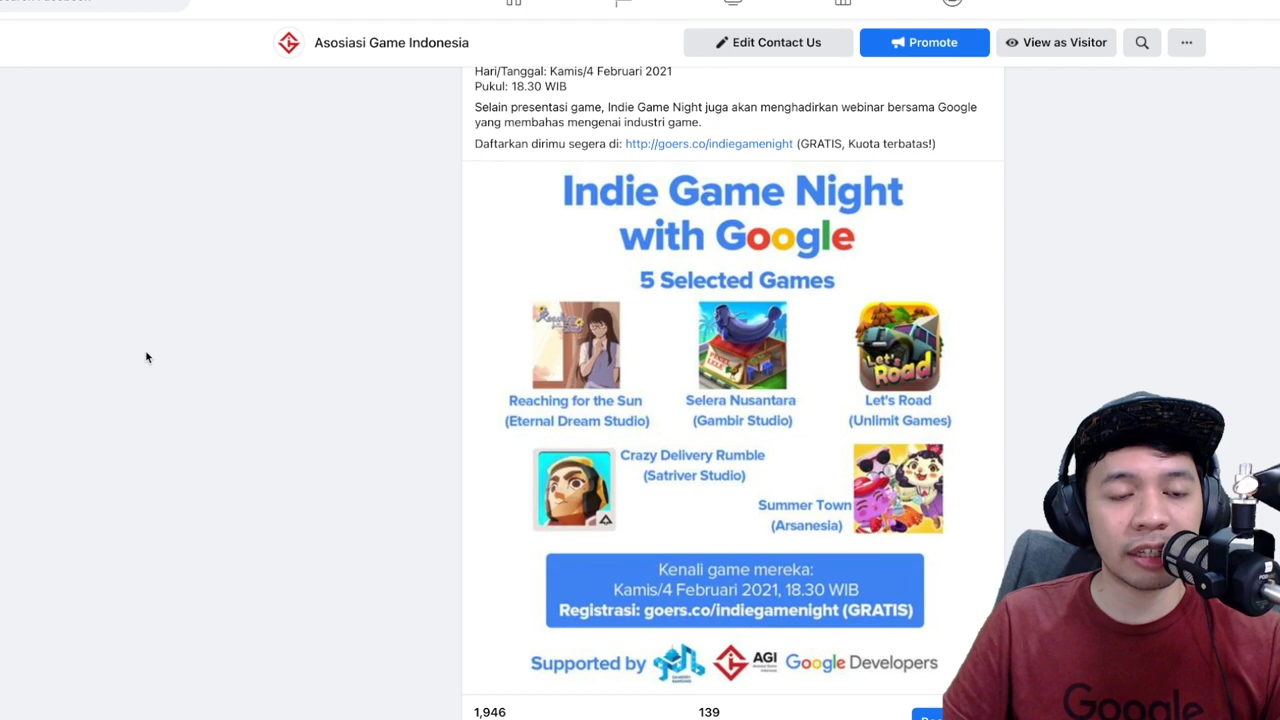 Asosiasi Game Indonesia
Edit Contact Us
Promote
View as Visitor
Hari/Tanggal: Kamis/4 Februari 2021
Pukul: 18.30 WIB
Selain presentasi game, Indie Game Night juga akan menghadirkan webinar bersama Google
yang membahas mengenai industri game.
Daftarkan dirimu segera di: http://goers.co/indiegamenight (GRATIS, Kuota terbatas!)
Indie Game Night
with Google
5 Selected Games
Let's
Road
Reaching for the Sun
(Eternal Dream Studio)
Selera Nusantara
(Gambir Studio)
Let's Road
(Unlimit Games)
Crazy Delivery Rumble
(Satriver Studio)
Summer Town
(Arsanesia)
Kenali game mereka:
Kamis/4 Februari 2021, 18.30 WIB
Registrasi: goers.co/indiegamenight (GRATIS)
Supported by
AGI
Google Developers
1,946
139
Google